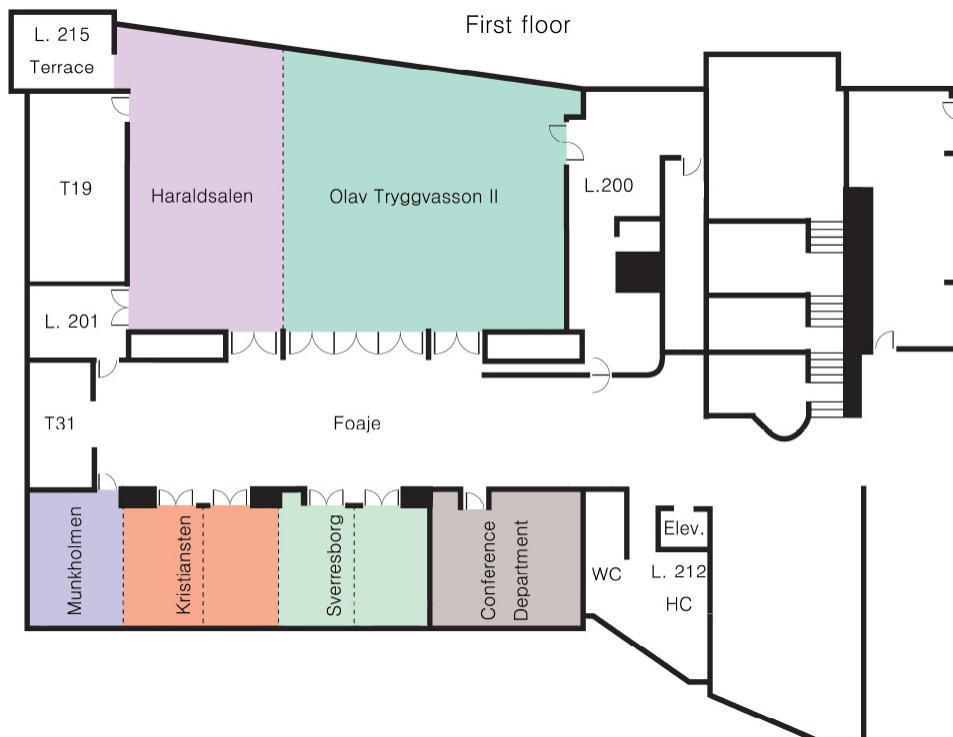 First floor
L. 215
Terrace
T19
Haraldsalen
Olav Tryggvasson II
L.200
L. 201
T31
Foaje
Munkholmen
Kristiansten
Sverresborg
Conference
Department
WC
Elev.
L. 212
HC